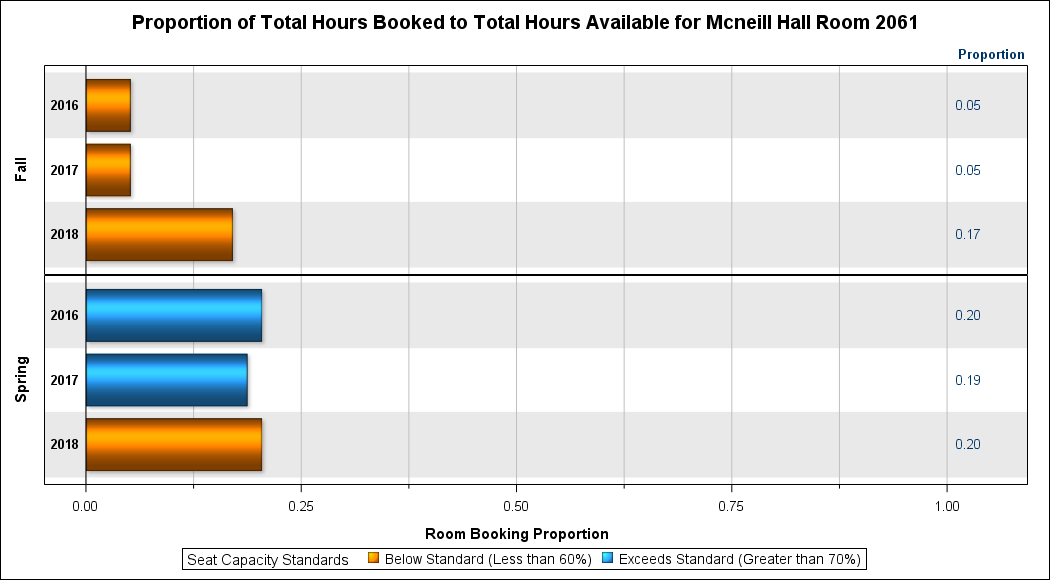 Proportion of Total Hours Booked to Total Hours Available for Mcneill Hall Room 2061
Proportion
Fall
2016 0.05
2017 0.05
2018 0.17
Spring
2016 0.20
2017 0.19
2018 0.20
0.00 0.25 0.50 0.75 1.00
Room Booking Proportion
Seat Capacity Standards Below Standard (Less than 60%) Exceeds Standard (Greater than 70%)